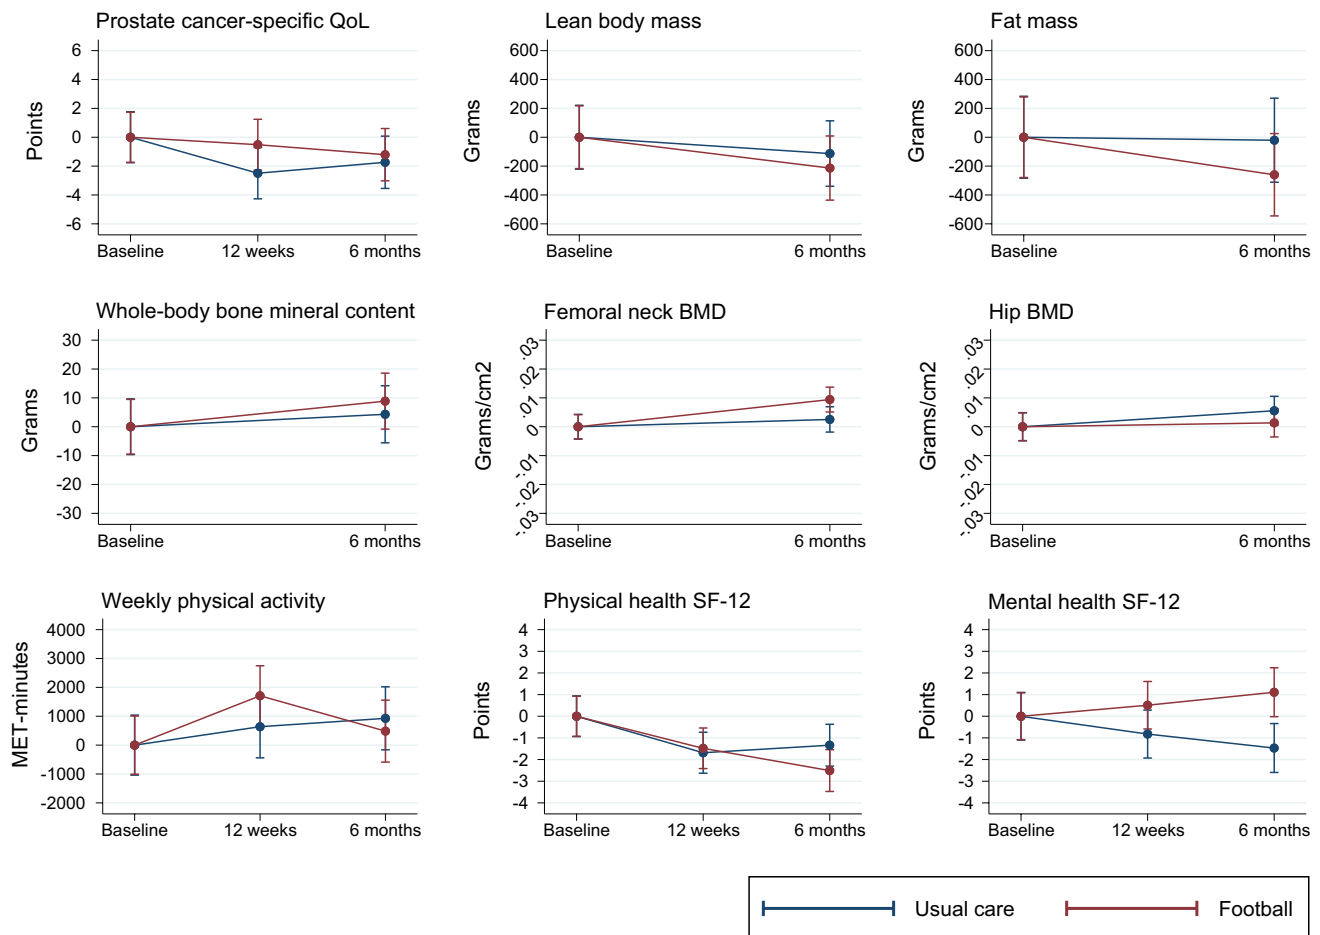 Prostate cancer-specific QoL
Points
6
4
2
0
-2
-4
-6
Baseline 12 weeks 6 months
Lean body mass
Grams
600
400
200
0
-200
-400
-600
Baseline 6 months
Fat mass
Grams
600
400
200
0
-200
-400
-600
Baseline 6 months
Whole-body bone mineral content
Grams
30
20
10
0
-10
-20
-30
Baseline 6 months
Femoral neck BMD
Grams/cm2
.03
.02
.01
0
-.01
-.02
-.03
Baseline 6 months
Hip BMD
Grams/cm2
.03
.02
.01
0
-.01
-.02
-.03
Baseline 6 months
Weekly physical activity
MET-minutes
4000
3000
2000
1000
0
-1000
-2000
Baseline 12 weeks 6 months
Physical health SF-12
Points
4
3
2
1
0
-1
-2
-3
-4
Baseline 12 weeks 6 months
Mental health SF-12
Points
4
3
2
1
0
-1
-2
-3
-4
Baseline 12 weeks 6 months
Usual care Football